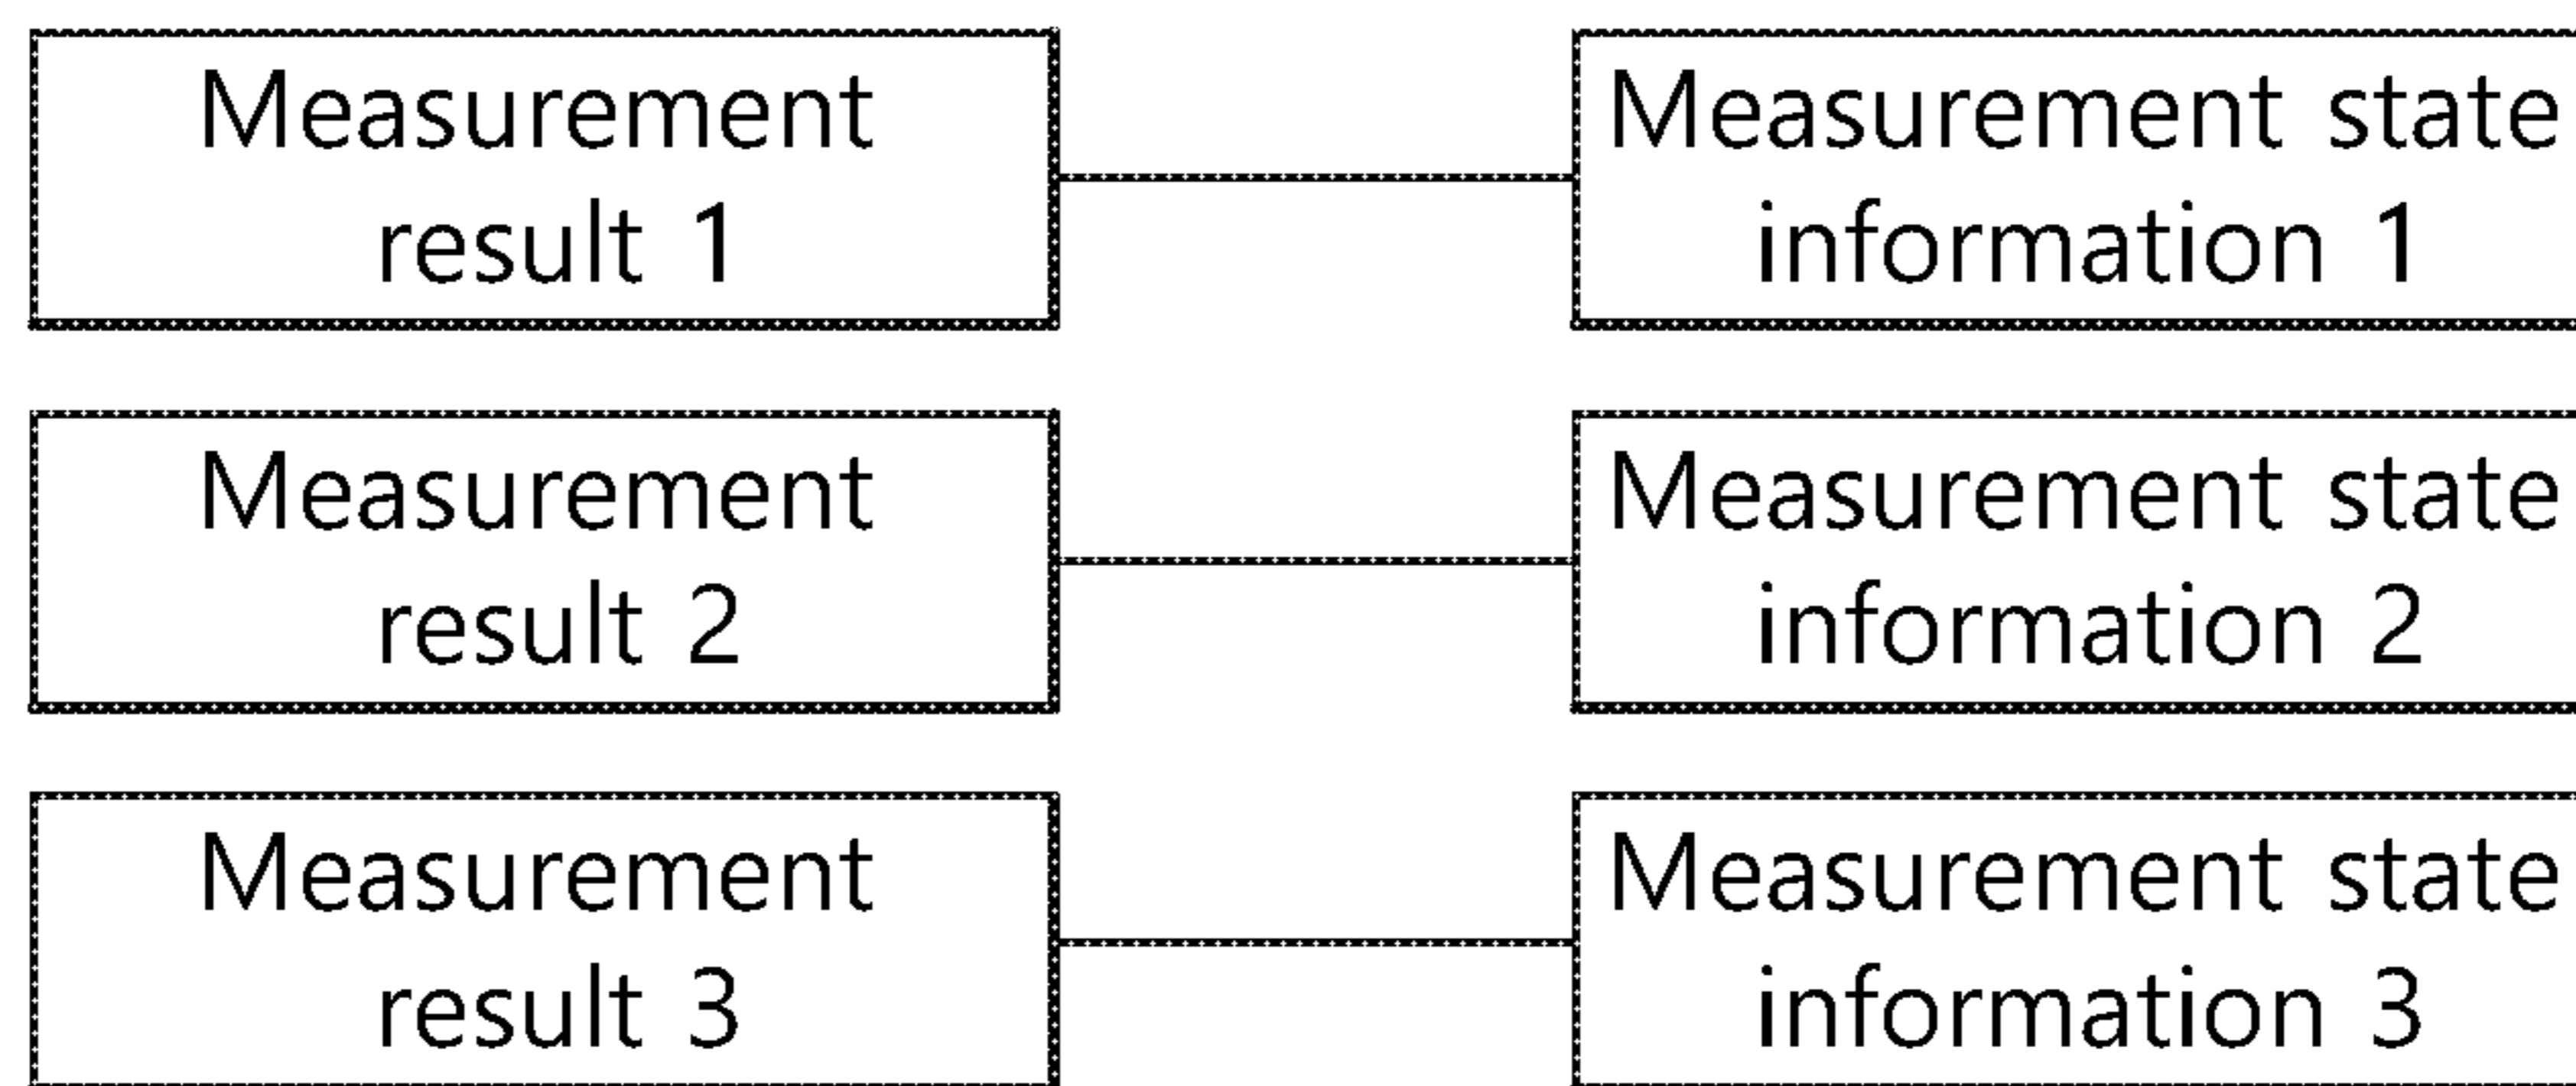 Measurement
result 1
Measurement state
information 1
Measurement
result 2
Measurement state
information 2
Measurement
result 3
Measurement state
information 3